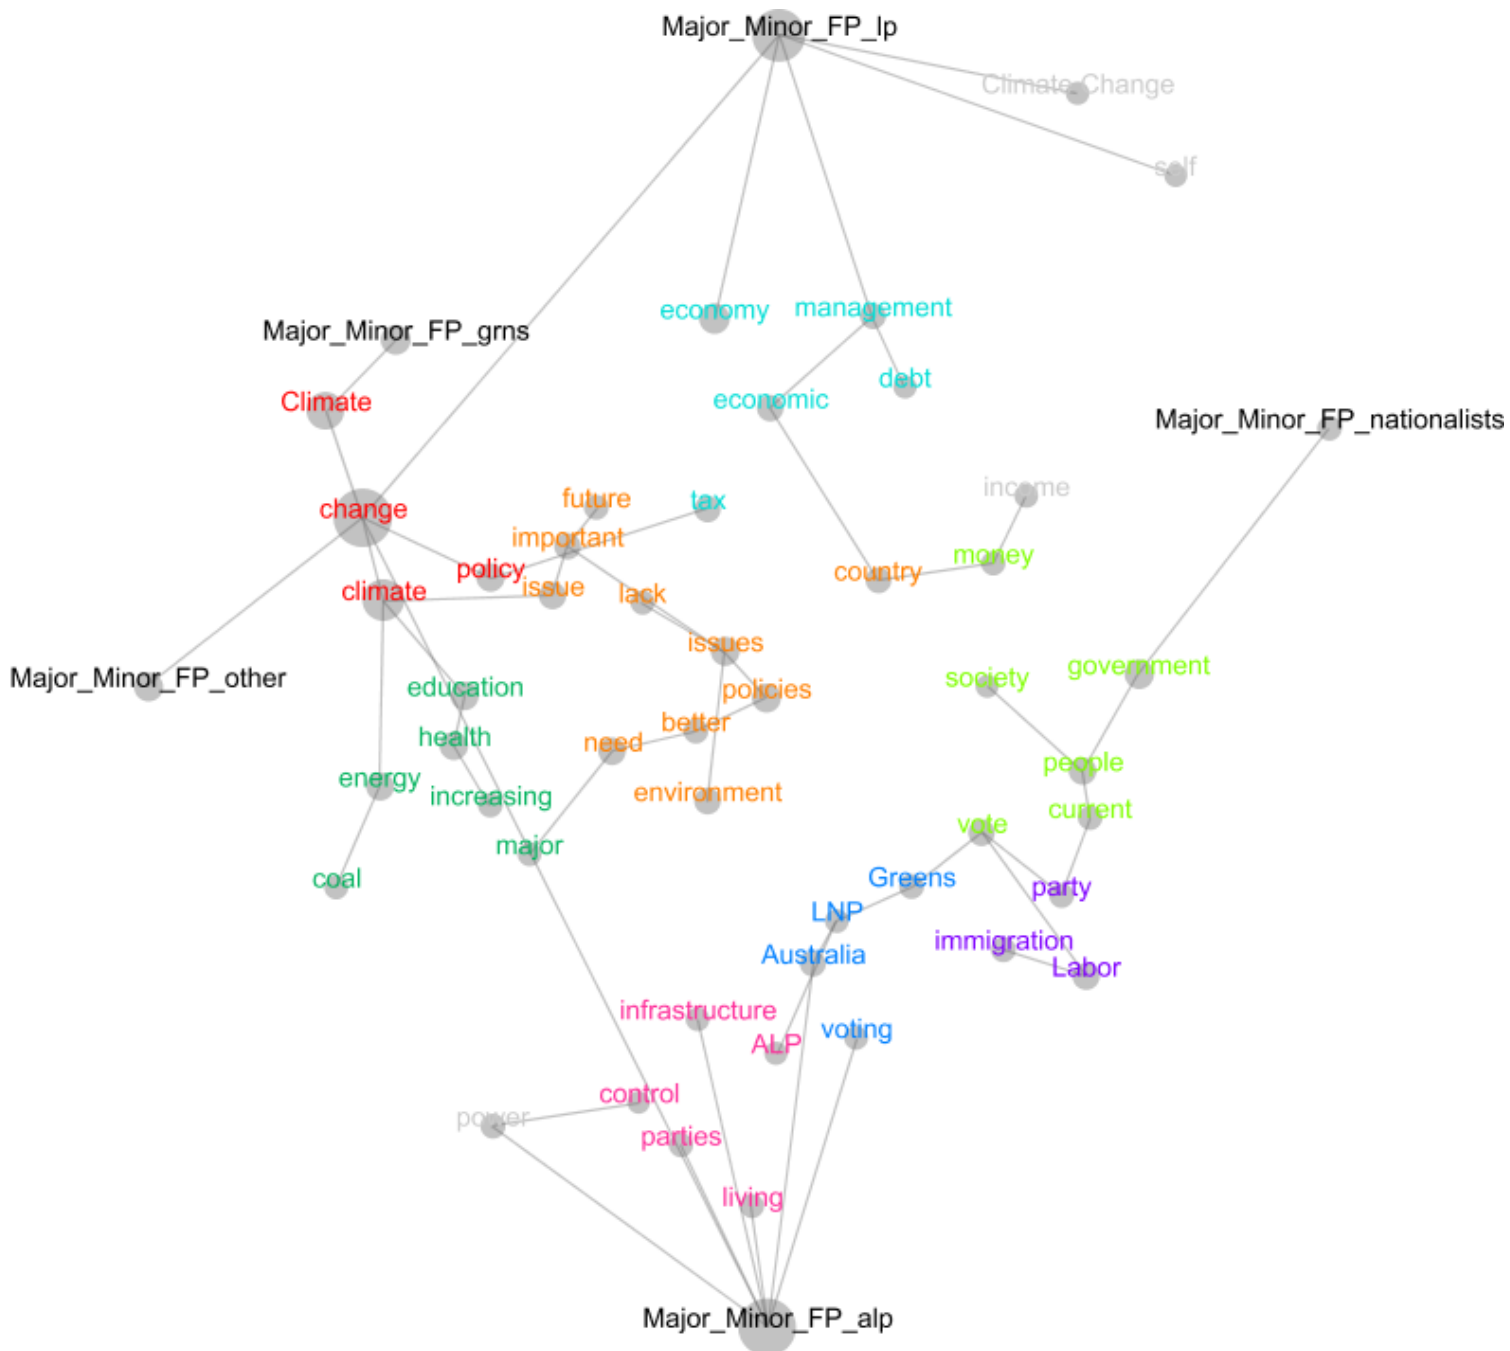 Major_Minor_FP_lp
Climate Change
self
economy
management
Major_Minor_FP_grns
debt
Climate
economic
Major_Minor_FP_nationalists
income
future
tax
change
important
money
policy
country
issue
climate
lack
issues
government
society
Major_Minor_FP_other
education
policies
better
health
need
people
energy
environment
increasing
current
vote
major
coal
Greens
party
LNP
immigration
Australia
Labor
infrastructure
voting
ALP
control
power
parties
living
Major_Minor_FP_alp